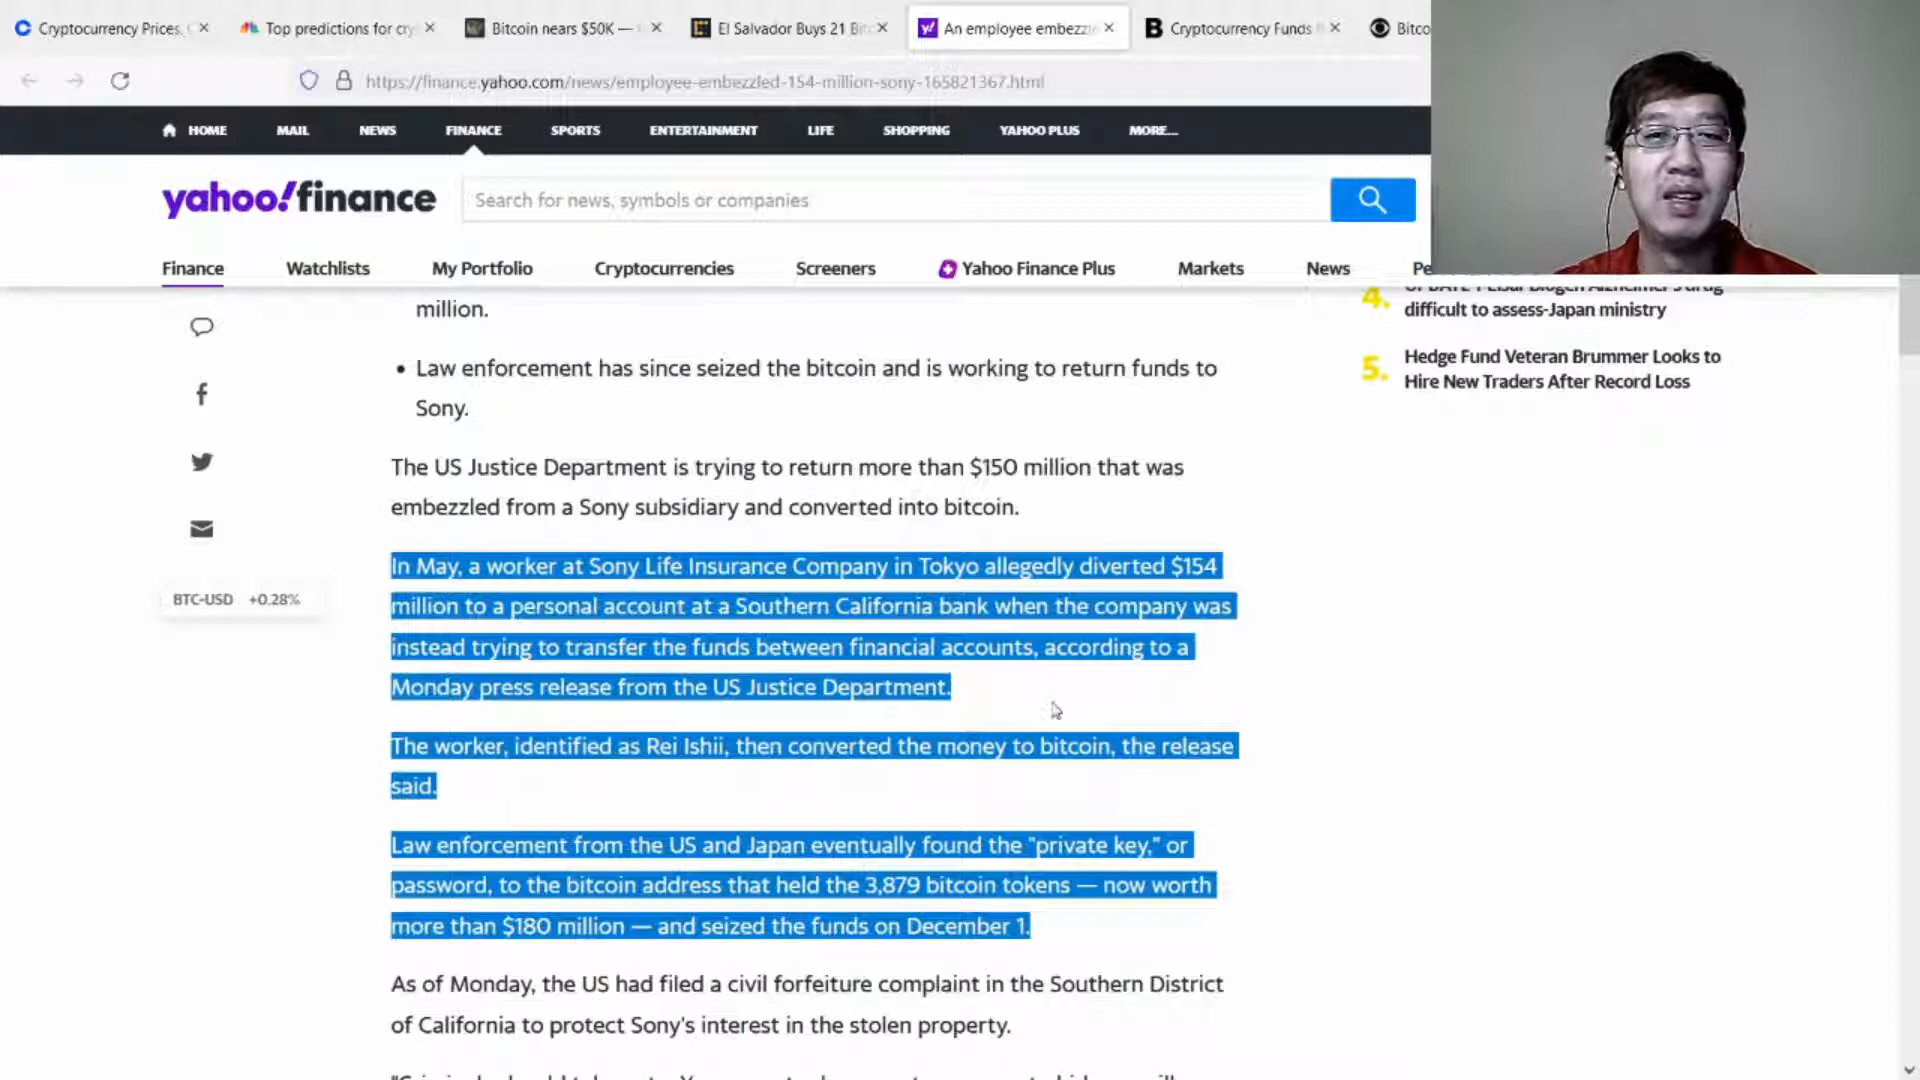 Cryptocurrency Prices,
Top predictions for cry
Bitcoin nears $50K —
El Salvador Buys 21 Bit
An employee embezzle
Cryptocurrency Funds
Bitco
https://finance.yahoo.com/news/employee-embezzled-154-million-sony-165821367.html
HOME MAIL NEWS FINANCE SPORTS ENTERTAINMENT LIFE SHOPPING YAHOO PLUS MORE...
yahoo!finance
Search for news, symbols or companies
Finance Watchlists My Portfolio Cryptocurrencies Screeners Yahoo Finance Plus Markets News Pe
million.
• Law enforcement has since seized the bitcoin and is working to return funds to
Sony.
The US Justice Department is trying to return more than $150 million that was
embezzled from a Sony subsidiary and converted into bitcoin.
In May, a worker at Sony Life Insurance Company in Tokyo allegedly diverted $154
million to a personal account at a Southern California bank when the company was
instead trying to transfer the funds between financial accounts, according to a
Monday press release from the US Justice Department.
The worker, identified as Rei Ishii, then converted the money to bitcoin, the release
said.
Law enforcement from the US and Japan eventually found the "private key," or
password, to the bitcoin address that held the 3,879 bitcoin tokens — now worth
more than $180 million — and seized the funds on December 1.
As of Monday, the US had filed a civil forfeiture complaint in the Southern District
of California to protect Sony's interest in the stolen property.
BTC-USD +0.28%
4.
difficult to assess-Japan ministry
5. Hedge Fund Veteran Brummer Looks to
Hire New Traders After Record Loss